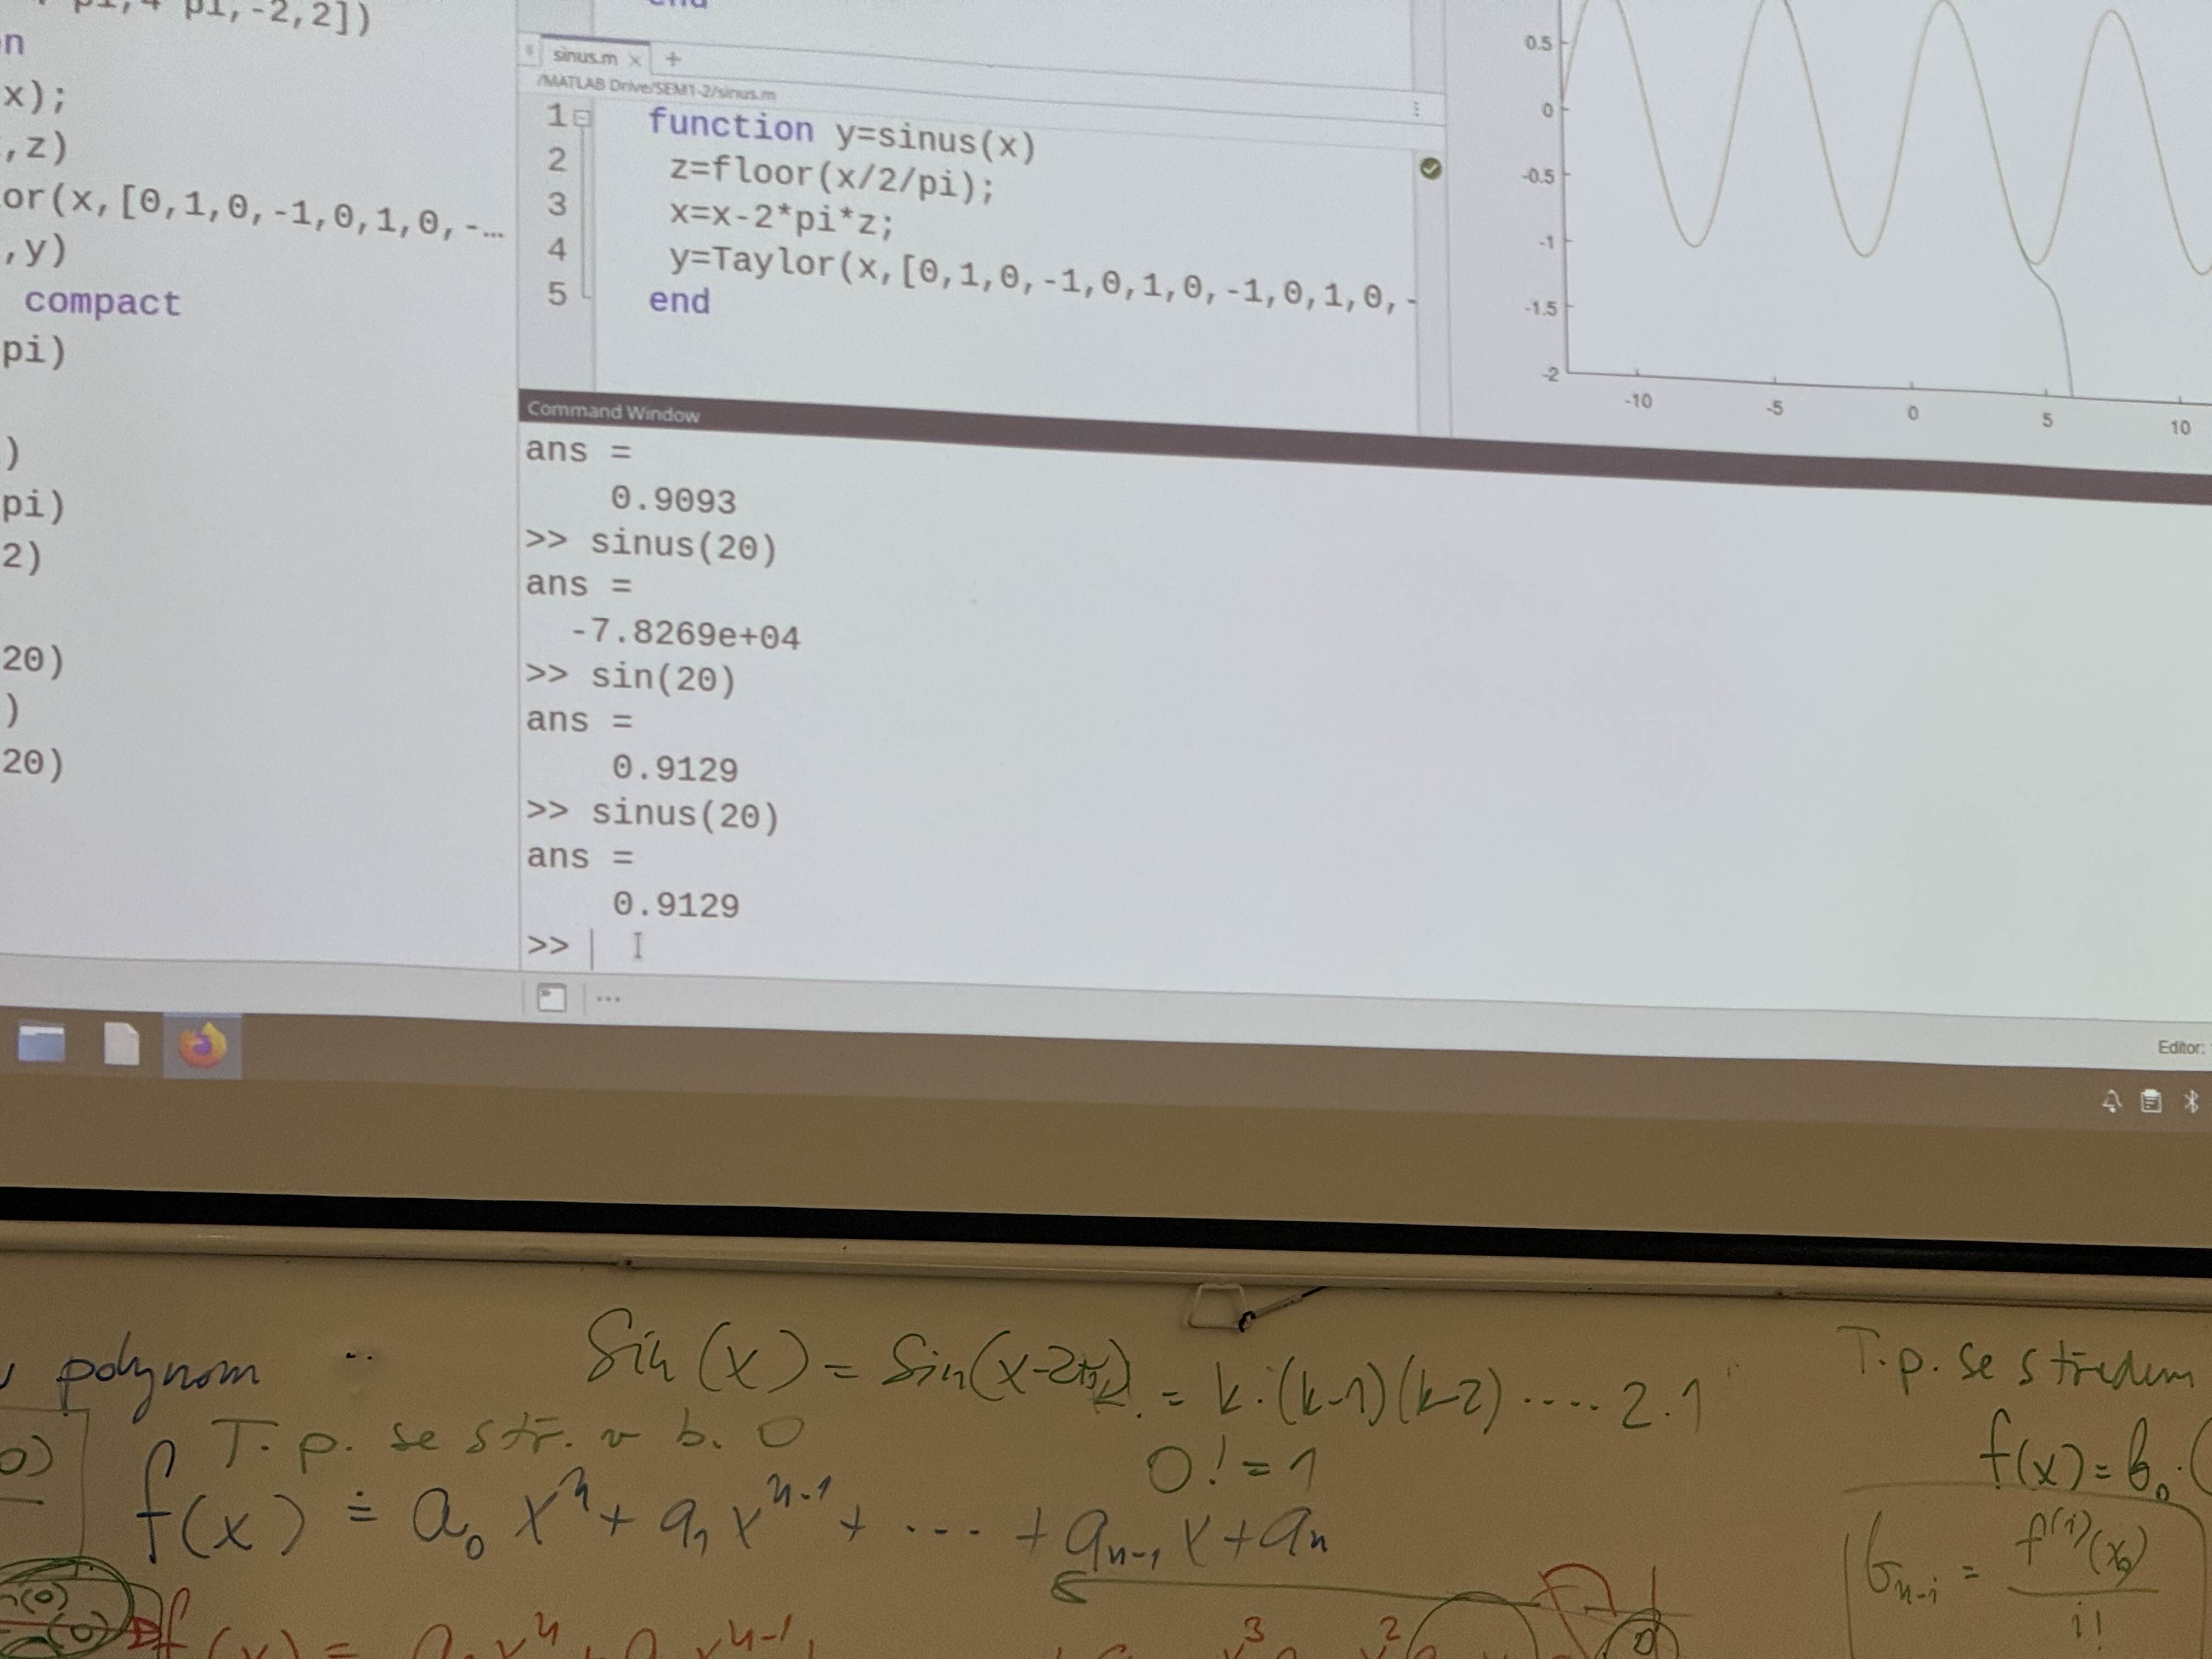 pi,-2,2])
x);
,z)
or(x,[0,1,0,-1,0,1,0,-...
,y)
compact
pi)
)
pi)
2)
20)
)
20)
end
sinus.m × +
/MATLAB Drive/SEM1-2/sinus.m
1 function y=sinus(x)
2 z=floor(x/2/pi);
3 x=x-2*pi*z;
4 y=Taylor(x,[0,1,0,-1,0,1,0,-1,0,1,0,-
5 end
Command Window
ans =
0.9093
>> sinus(20)
ans =
-7.8269e+04
>> sin(20)
ans =
0.9129
>> sinus(20)
ans =
0.9129
>>
0.5
0
-0.5
-1
-1.5
-2
-10 -5 0 5 10
Editor:
polynom
Sin(x) = Sin(x-2πk)
= k·(k-1)(k-2)....2.1
0! = 1
T.p. se stř. v b. 0
f(x) ≐ a₀xⁿ + a₁xⁿ⁻¹ + ... + aₙ₋₁x + aₙ
T.p. se středem
f(x) = b₀·(
bₙ₋ᵢ = f⁽ⁱ⁾(x₀)
i!